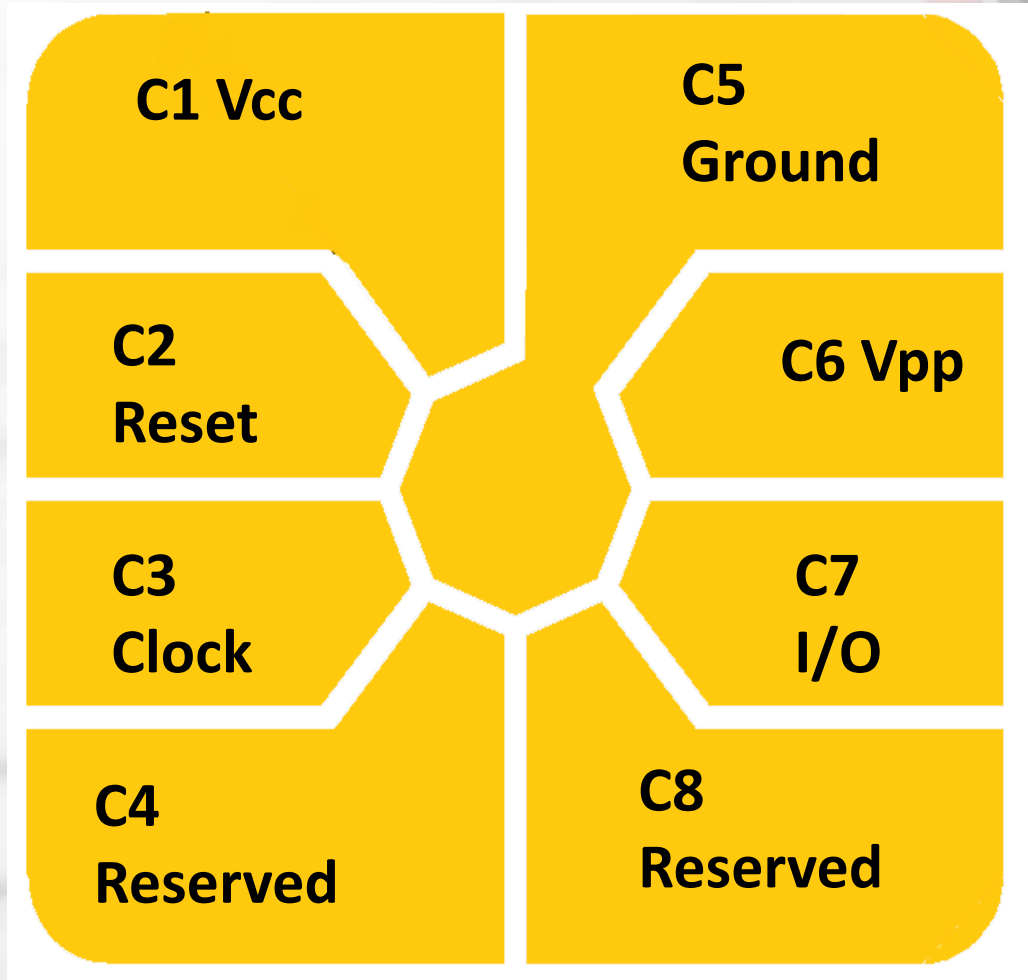 C1 Vcc
C5
Ground
C2
Reset
C6 Vpp
C3
Clock
C7
I/O
C4
Reserved
C8
Reserved